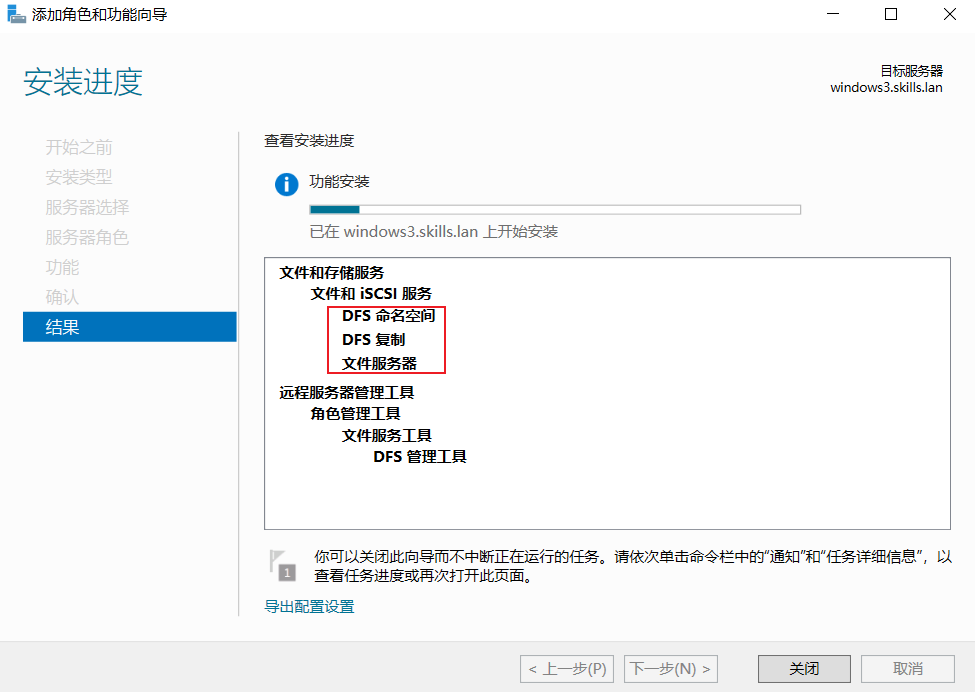 添加角色和功能向导
安装进度
目标服务器
windows3.skills.lan
开始之前
安装类型
服务器选择
服务器角色
功能
确认
结果
查看安装进度
功能安装
已在 windows3.skills.lan 上开始安装
文件和存储服务
文件和 iSCSI 服务
DFS 命名空间
DFS 复制
文件服务器
远程服务器管理工具
角色管理工具
文件服务工具
DFS 管理工具
1
你可以关闭此向导而不中断正在运行的任务。请依次单击命令栏中的“通知”和“任务详细信息”，以
查看任务进度或再次打开此页面。
导出配置设置
< 上一步(P)
下一步(N) >
关闭
取消